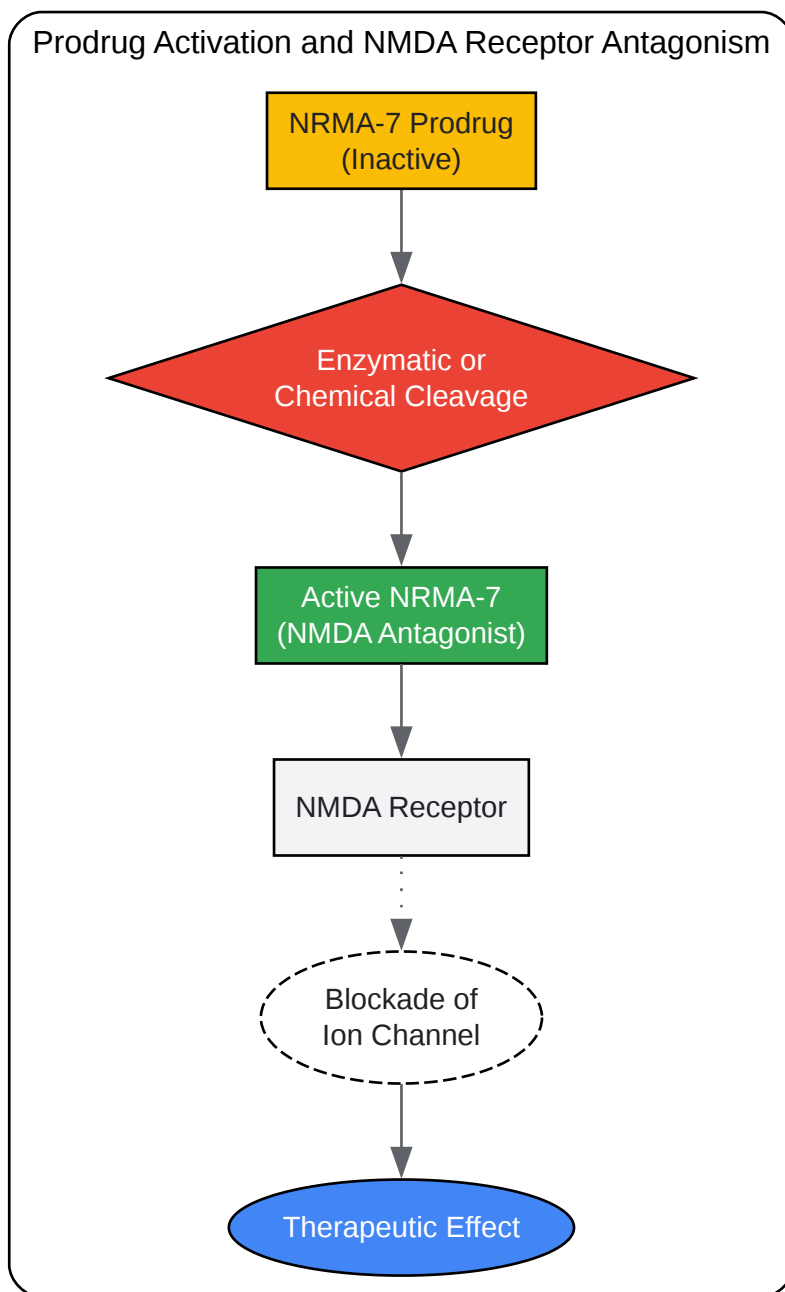 Prodrug Activation and NMDA Receptor Antagonism
NRMA-7 Prodrug
(Inactive)
Enzymatic or
Chemical Cleavage
Active NRMA-7
(NMDA Antagonist)
NMDA Receptor
Blockade of
Ion Channel
Therapeutic Effect